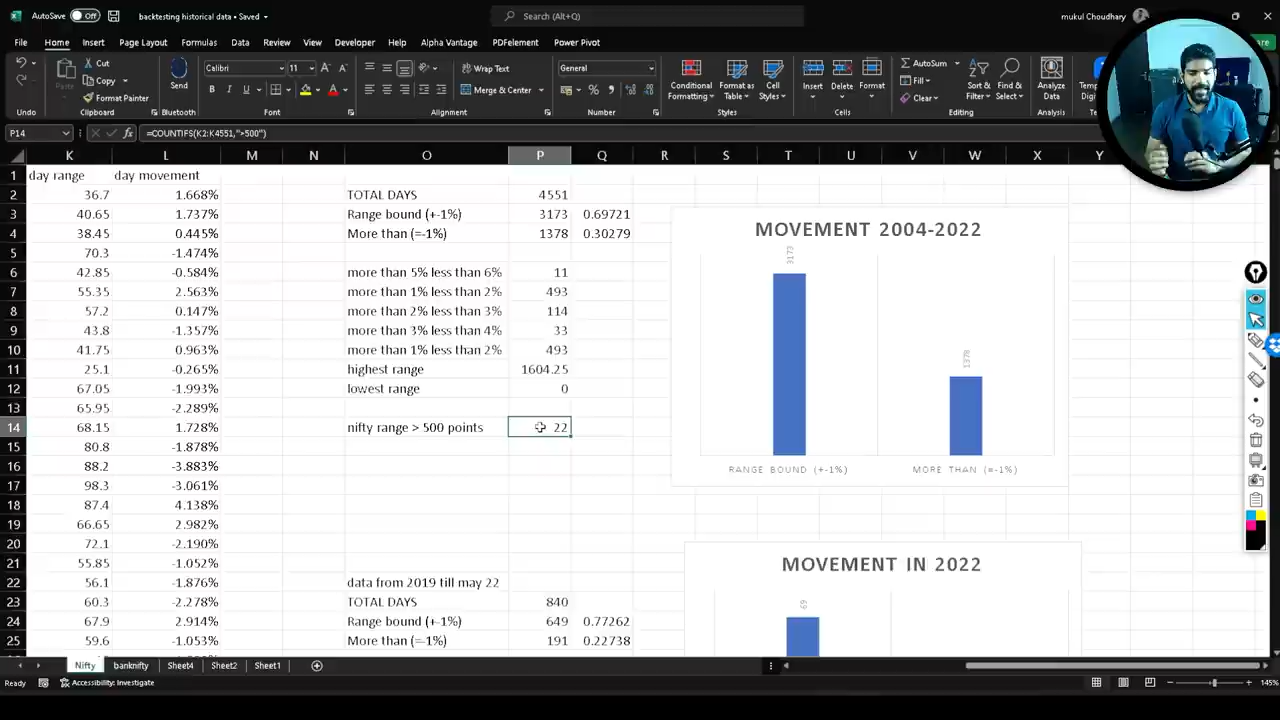 AutoSave Off backtesting historical data • Saved Search (Alt+Q) mukul Choudhary
File Home Insert Page Layout Formulas Data Review View Developer Help Alpha Vantage PDFelement Power Pivot
Cut Calibri 11 Wrap Text General AutoSum
Copy Fill
Paste Format Painter Send Merge & Center Conditional Formatting Format as Table Cell Styles Insert Delete Format Clear Sort & Filter Find & Select Analyze Data
Undo Clipboard Send Font Alignment Number Styles Cells Editing Analysis
P14 fx =COUNTIFS(K2:K4551,">500")
K L M N O P Q R S T U V W X Y
1 day range day movement
2 36.7 1.668% TOTAL DAYS 4551
3 40.65 1.737% Range bound (+-1%) 3173 0.69721
4 38.45 0.445% More than (=-1%) 1378 0.30279
5 70.3 -1.474%
6 42.85 -0.584% more than 5% less than 6% 11
7 55.35 2.563% more than 1% less than 2% 493
8 57.2 0.147% more than 2% less than 3% 114
9 43.8 -1.357% more than 3% less than 4% 33
10 41.75 0.963% more than 1% less than 2% 493
11 25.1 -0.265% highest range 1604.25
12 67.05 -1.993% lowest range 0
13 65.95 -2.289%
14 68.15 1.728% nifty range > 500 points 22
15 80.8 -1.878%
16 88.2 -3.883%
17 98.3 -3.061%
18 87.4 4.138%
19 66.65 2.982%
20 72.1 -2.190%
21 55.85 -1.052%
22 56.1 -1.876% data from 2019 till may 22
23 60.3 -2.278% TOTAL DAYS 840
24 67.9 2.914% Range bound (+-1%) 649 0.77262
25 59.6 -1.053% More than (=-1%) 191 0.22738
MOVEMENT 2004-2022
3173
1378
RANGE BOUND (+-1%) MORE THAN (=-1%)
MOVEMENT IN 2022
69
Nifty banknifty Sheet4 Sheet2 Sheet1
Ready Accessibility: Investigate 145%